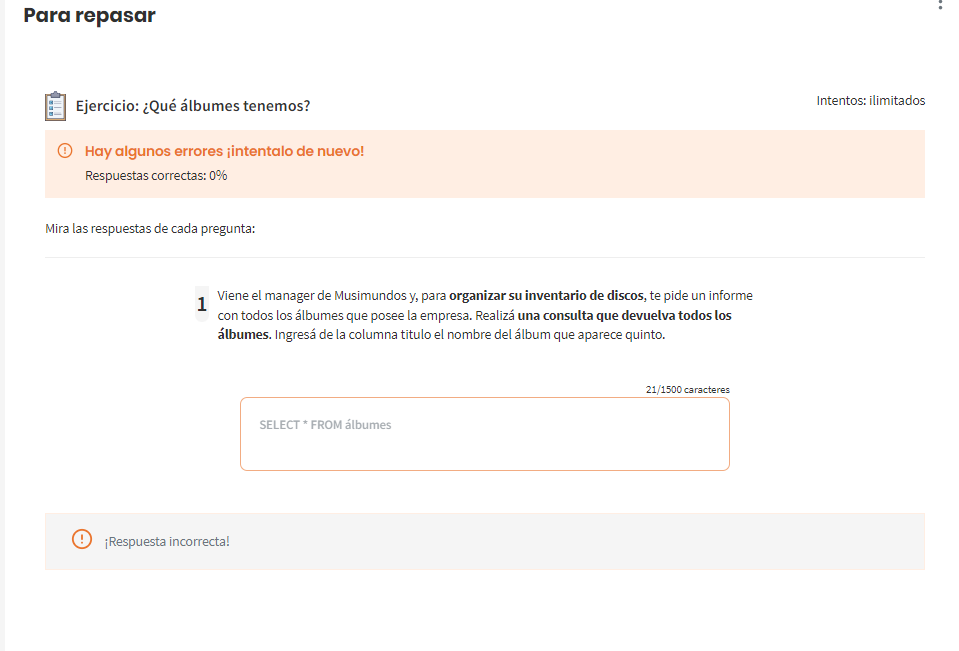 Para repasar
Ejercicio: ¿Qué álbumes tenemos?
Intentos: ilimitados
Hay algunos errores ¡intentalo de nuevo!
Respuestas correctas: 0%
Mira las respuestas de cada pregunta:
1
Viene el manager de Musimundos y, para organizar su inventario de discos, te pide un informe
con todos los álbumes que posee la empresa. Realizá una consulta que devuelva todos los
álbumes. Ingresá de la columna titulo el nombre del álbum que aparece quinto.
21/1500 caracteres
SELECT * FROM álbumes
¡Respuesta incorrecta!